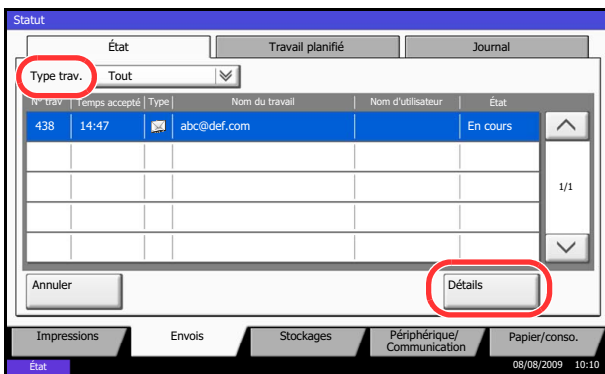 Statut
État Travail planifié Journal
Type trav. Tout
N° trav Temps accepté Type Nom du travail Nom d'utilisateur État
438 14:47 abc@def.com En cours
1/1
Annuler Détails
Impressions Envois Stockages Périphérique/ Papier/conso.
Communication
État 08/08/2009 10:10